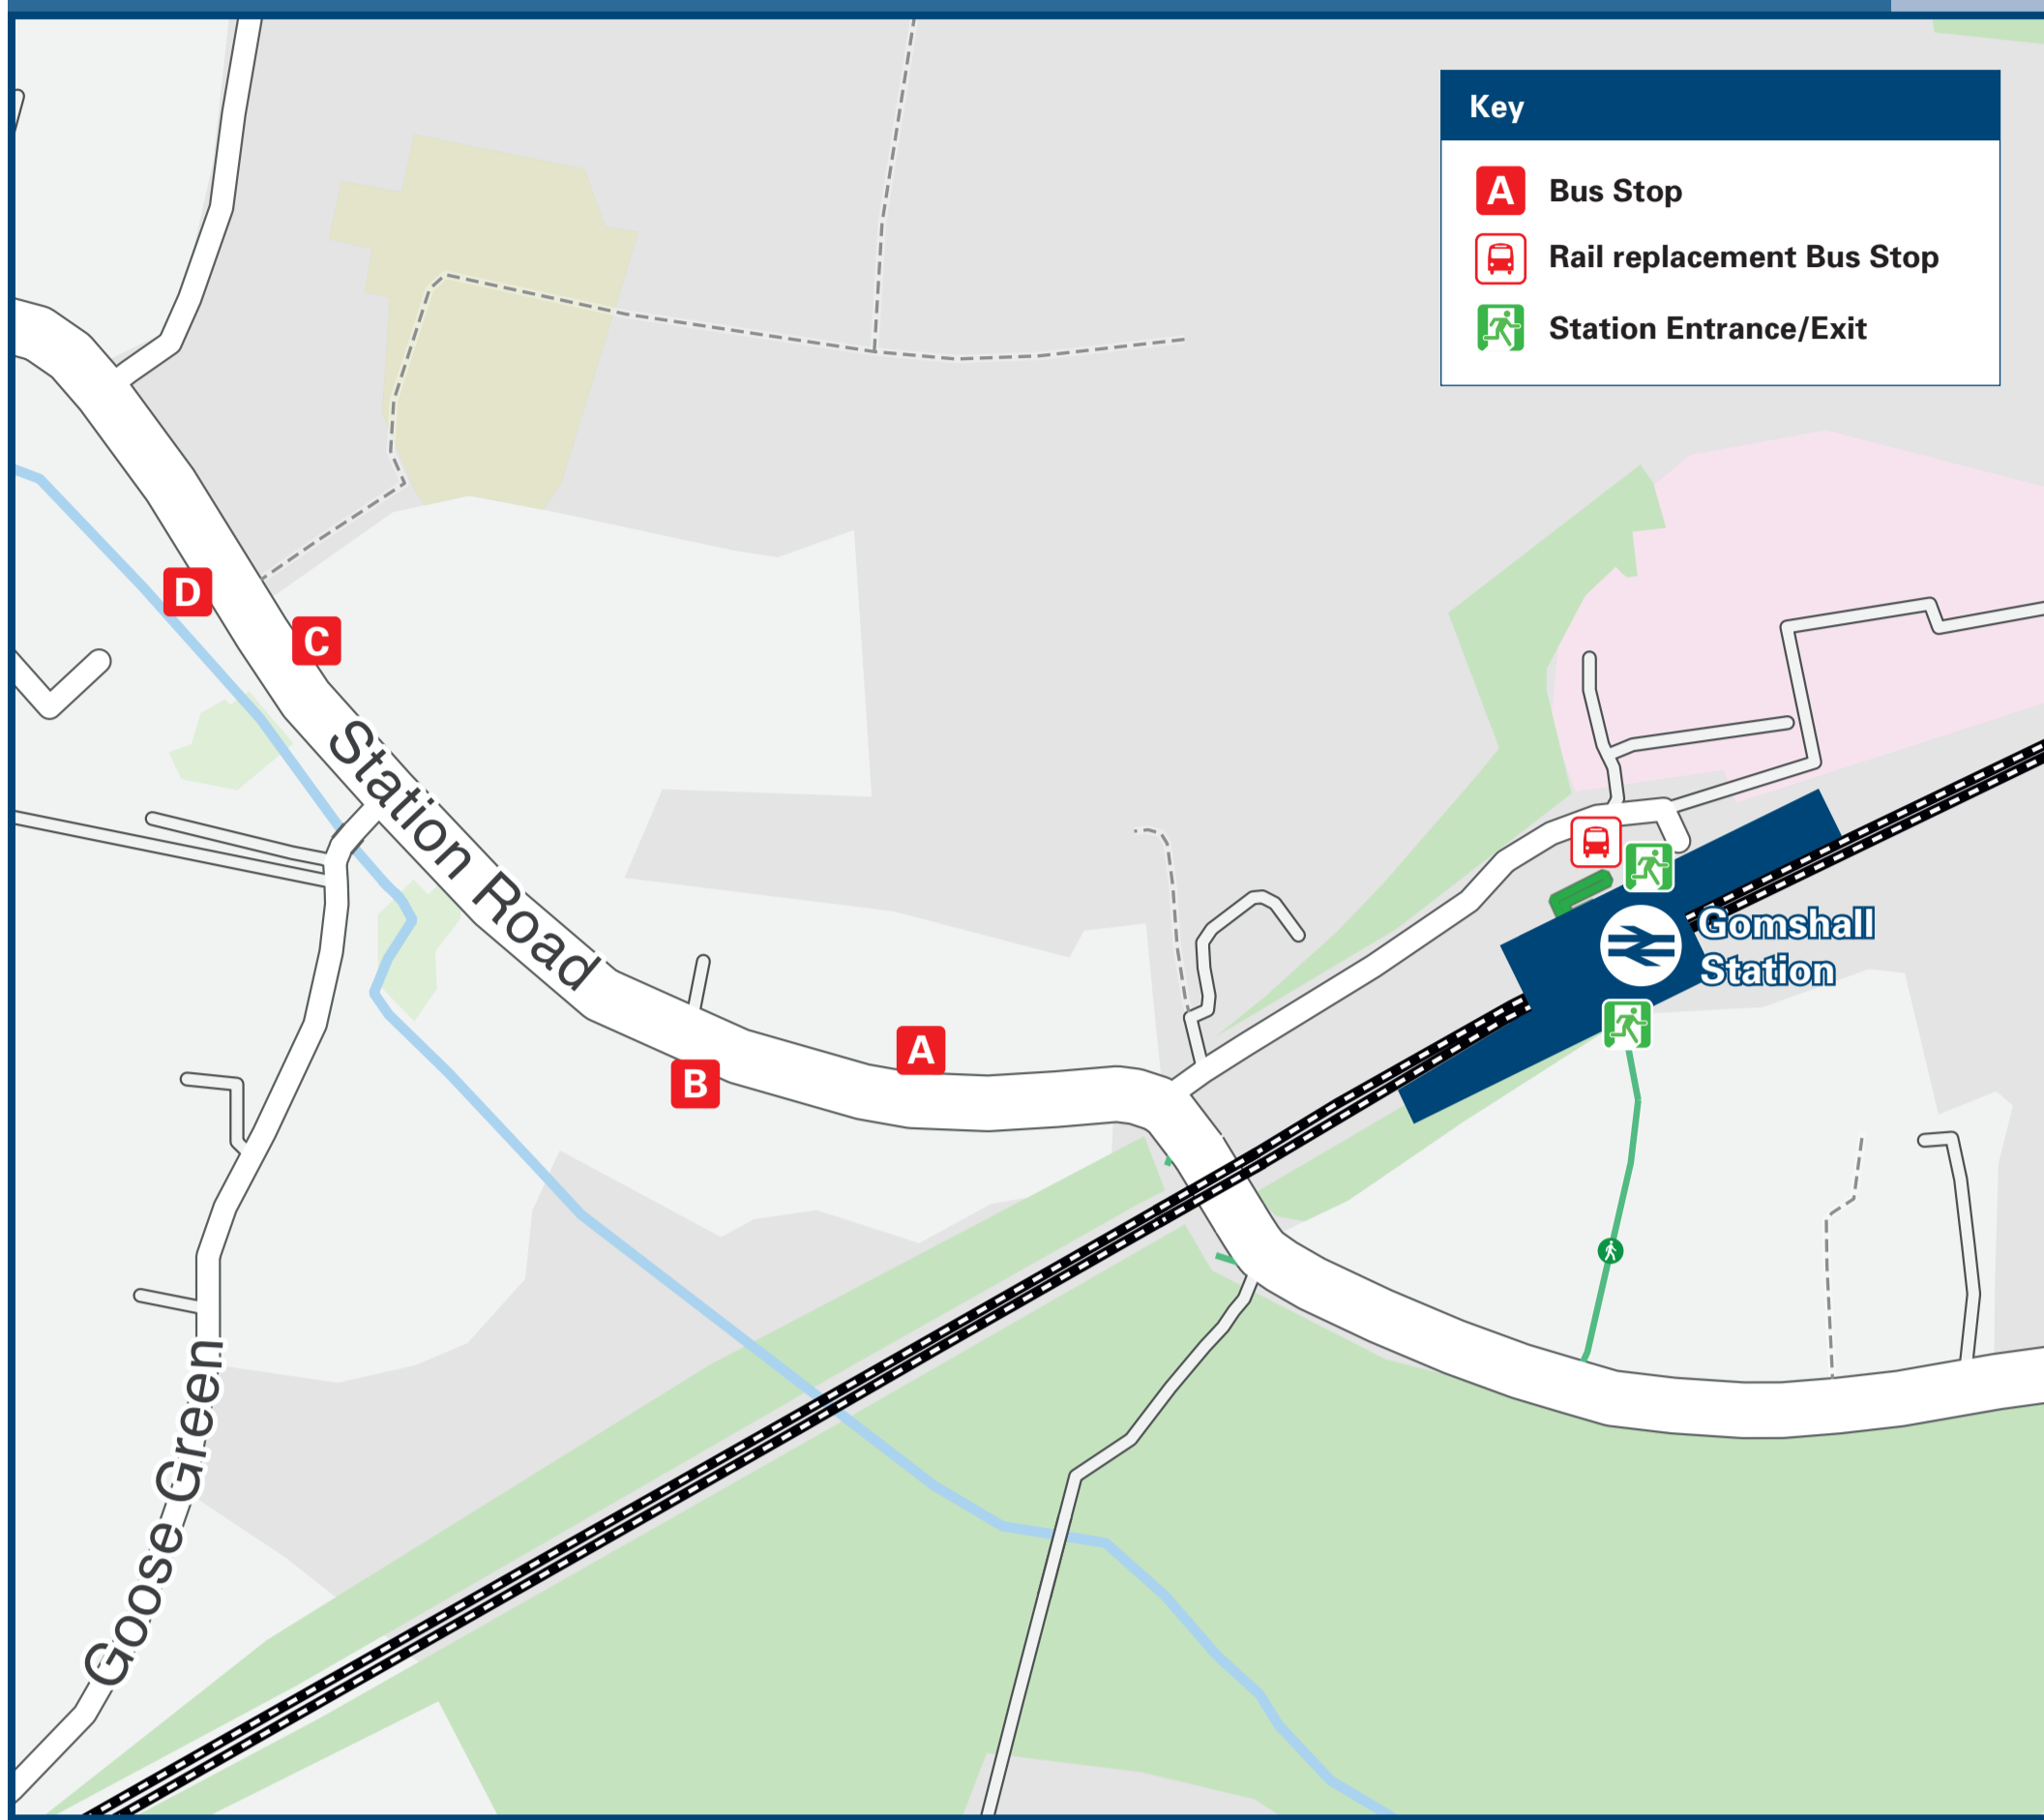 Key
A
Bus Stop
Rail replacement Bus Stop
Station Entrance/Exit
D
C
Station Road
A
B
Gomshall
Station
Goose Green